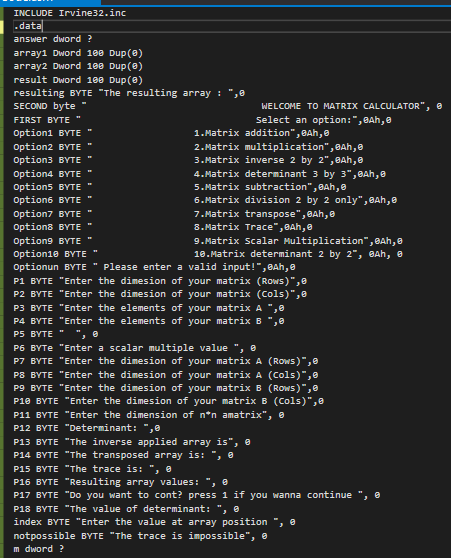 INCLUDE Irvine32.inc
.data
answer dword ?
array1 Dword 100 Dup(0)
array2 Dword 100 Dup(0)
result Dword 100 Dup(0)
resulting BYTE "The resulting array : ",0
SECOND byte "                          WELCOME TO MATRIX CALCULATOR", 0
FIRST BYTE "                          Select an option:",0Ah,0
Option1 BYTE "               1.Matrix addition",0Ah,0
Option2 BYTE "               2.Matrix multiplication",0Ah,0
Option3 BYTE "               3.Matrix inverse 2 by 2",0Ah,0
Option4 BYTE "               4.Matrix determinant 3 by 3",0Ah,0
Option5 BYTE "               5.Matrix subtraction",0Ah,0
Option6 BYTE "               6.Matrix division 2 by 2 only",0Ah,0
Option7 BYTE "               7.Matrix transpose",0Ah,0
Option8 BYTE "               8.Matrix Trace",0Ah,0
Option9 BYTE "               9.Matrix Scalar Multiplication",0Ah,0
Option10 BYTE "              10.Matrix determinant 2 by 2", 0Ah, 0
Optionun BYTE " Please enter a valid input!",0Ah,0
P1 BYTE "Enter the dimesion of your matrix (Rows)",0
P2 BYTE "Enter the dimesion of your matrix (Cols)",0
P3 BYTE "Enter the elements of your matrix A ",0
P4 BYTE "Enter the elements of your matrix B ",0
P5 BYTE "  ", 0
P6 BYTe "Enter a scalar multiple value ", 0
P7 BYTE "Enter the dimesion of your matrix A (Rows)",0
P8 BYTE "Enter the dimesion of your matrix A (Cols)",0
P9 BYTE "Enter the dimesion of your matrix B (Rows)",0
P10 BYTE "Enter the dimesion of your matrix B (Cols)",0
P11 BYTE "Enter the dimension of n*n amatrix", 0
P12 BYTE "Determinant: ",0
P13 BYTE "The inverse applied array is", 0
P14 BYTE "The transposed array is: ", 0
P15 BYTE "The trace is: ", 0
P16 BYTE "Resulting array values: ", 0
P17 BYTE "Do you want to cont? press 1 if you wanna continue ", 0
P18 BYTE "The value of determinant: ", 0
index BYTE "Enter the value at array position ", 0
notpossible BYTE "The trace is impossible", 0
m dword ?